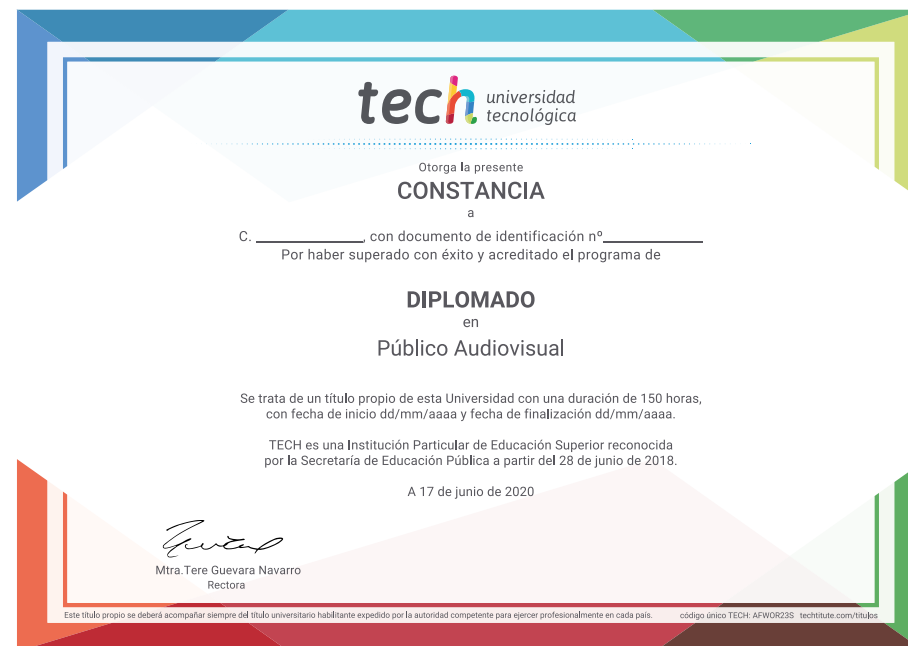 tech universidad
tecnológica
Otorga la presente
CONSTANCIA
a
C. ______________, con documento de identificación nº_____________
Por haber superado con éxito y acreditado el programa de
DIPLOMADO
en
Público Audiovisual
Se trata de un título propio de esta Universidad con una duración de 150 horas,
con fecha de inicio dd/mm/aaaa y fecha de finalización dd/mm/aaaa.
TECH es una Institución Particular de Educación Superior reconocida
por la Secretaría de Educación Pública a partir del 28 de junio de 2018.
A 17 de junio de 2020
Mtra.Tere Guevara Navarro
Rectora
Este título propio se deberá acompañar siempre del título universitario habilitante expedido por la autoridad competente para ejercer profesionalmente en cada país. código único TECH: AFWOR23S techtitute.com/titulos